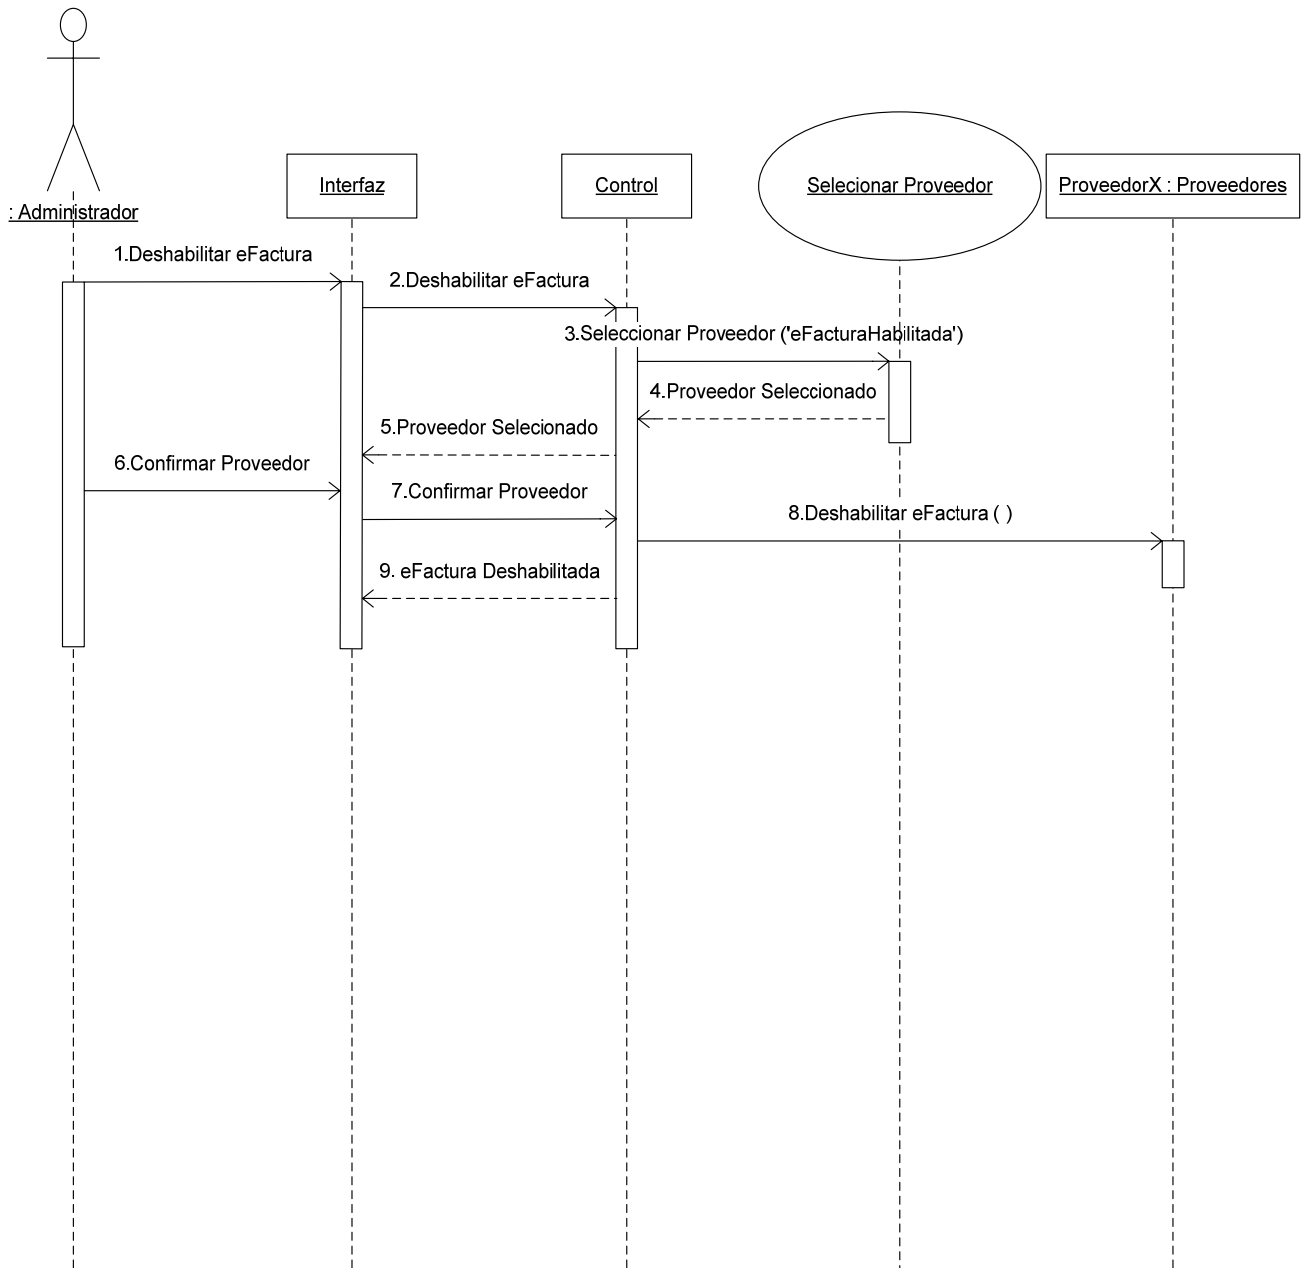 Interfaz
Control
Selecionar Proveedor
ProveedorX : Proveedores
: Administrador
1.Deshabilitar eFactura
2.Deshabilitar eFactura
3.Seleccionar Proveedor ('eFacturaHabilitada')
4.Proveedor Seleccionado
5.Proveedor Selecionado
6.Confirmar Proveedor
7.Confirmar Proveedor
8.Deshabilitar eFactura ( )
9. eFactura Deshabilitada